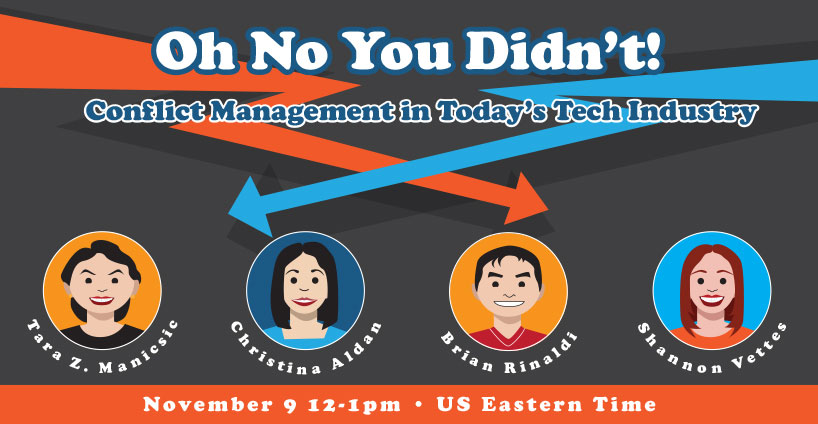 Oh No You Didn't!
Conflict Management in Today's Tech Industry
Tara Z. Manicsic
Christina Aldan
Brian Rinaldi
Shannon Vettes
November 9 12-1pm • US Eastern Time